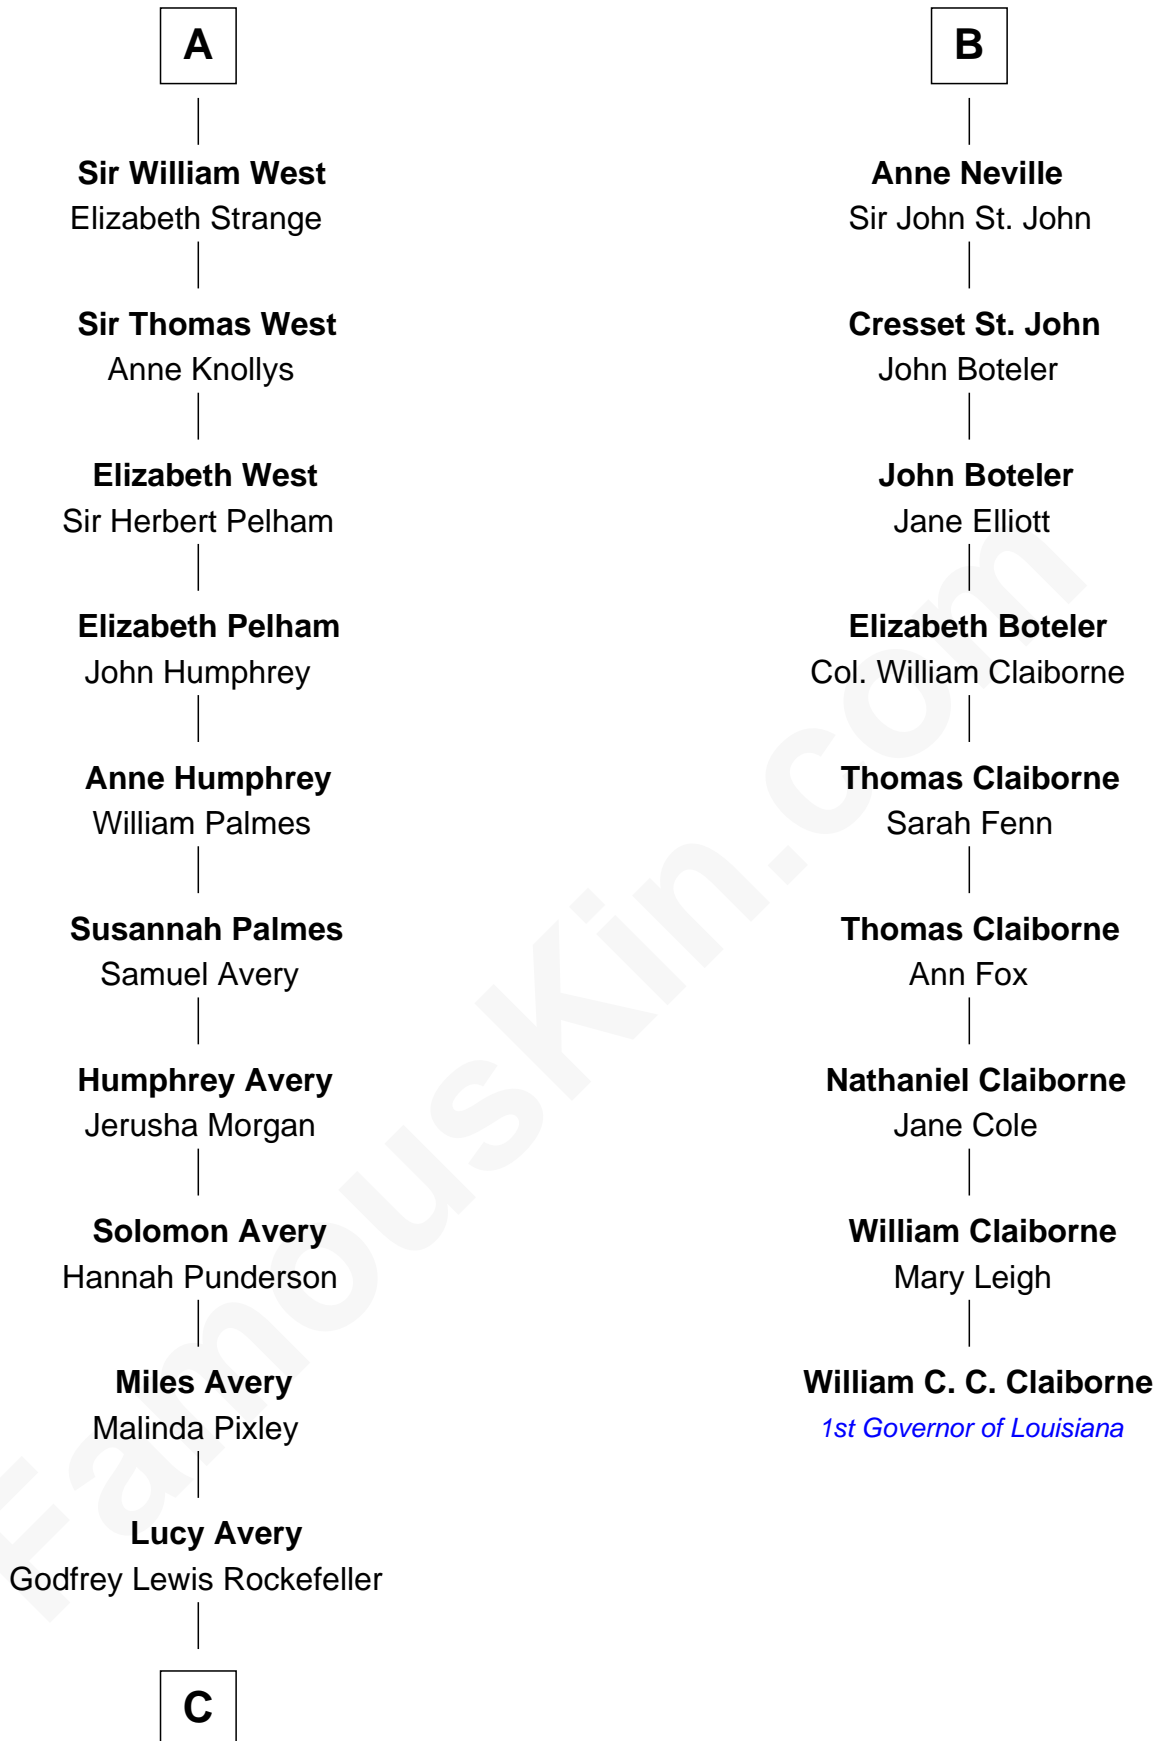 A
Sir William West
Elizabeth Strange
Sir Thomas West
Anne Knollys
Elizabeth West
Sir Herbert Pelham
Elizabeth Pelham
John Humphrey
Anne Humphrey
William Palmes
Susannah Palmes
Samuel Avery
Humphrey Avery
Jerusha Morgan
Solomon Avery
Hannah Punderson
Miles Avery
Malinda Pixley
Lucy Avery
Godfrey Lewis Rockefeller
C
B
Anne Neville
Sir John St. John
Cresset St. John
John Boteler
John Boteler
Jane Elliott
Elizabeth Boteler
Col. William Claiborne
Thomas Claiborne
Sarah Fenn
Thomas Claiborne
Ann Fox
Nathaniel Claiborne
Jane Cole
William Claiborne
Mary Leigh
William C. C. Claiborne
1st Governor of Louisiana
FamousKin.com